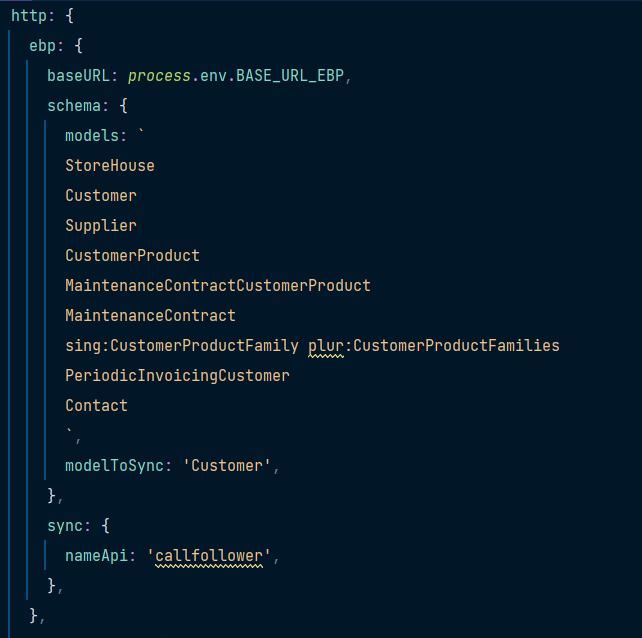 http: {
ebp: {
baseURL: process.env.BASE_URL_EBP,
schema: {
models: `
StoreHouse
Customer
Supplier
CustomerProduct
MaintenanceContractCustomerProduct
MaintenanceContract
sing:CustomerProductFamily plur:CustomerProductFamilies
PeriodicInvoicingCustomer
Contact
`,
modelToSync: 'Customer',
},
sync: {
nameApi: 'callfollower',
},
},